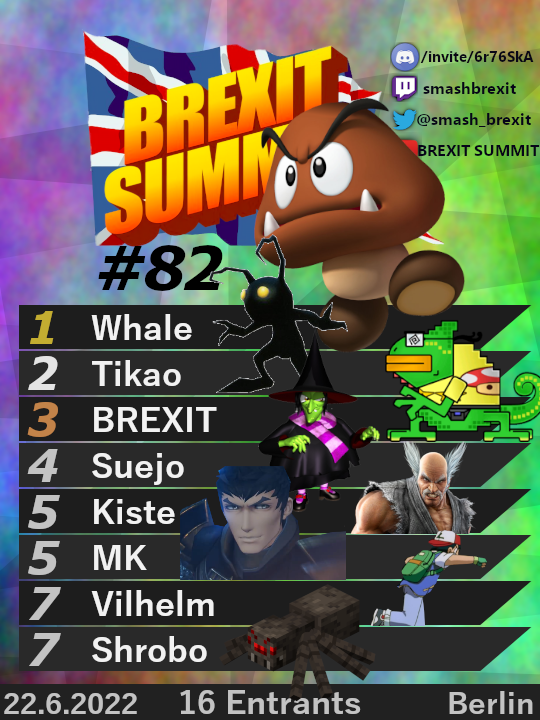 BREXIT
SUMM
#82
/invite/6r76SkA
smashbrexit
@smash_brexit
BREXIT SUMMIT
1 Whale
2 Tikao
3 BREXIT
4 Suejo
5 Kiste
5 MK
7 Vilhelm
7 Shrobo
22.6.2022 16 Entrants Berlin